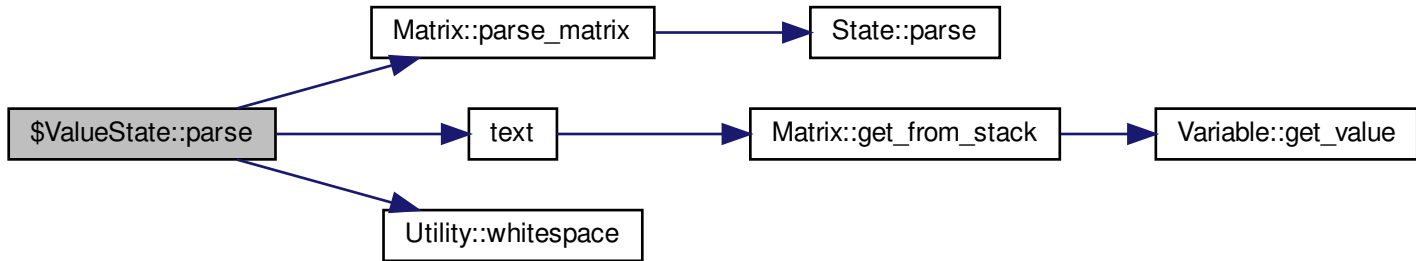 Matrix::parse_matrix
State::parse
$ValueState::parse
text
Matrix::get_from_stack
Variable::get_value
Utility::whitespace